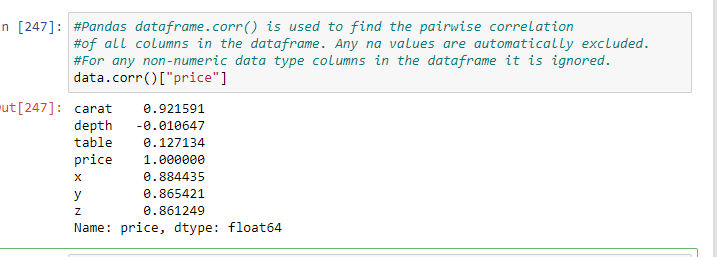 n [247]: #Pandas dataframe.corr() is used to find the pairwise correlation
#of all columns in the dataframe. Any na values are automatically excluded.
#For any non-numeric data type columns in the dataframe it is ignored.
data.corr()["price"]
ut[247]: carat 0.921591
depth -0.010647
table 0.127134
price 1.000000
x 0.884435
y 0.865421
z 0.861249
Name: price, dtype: float64